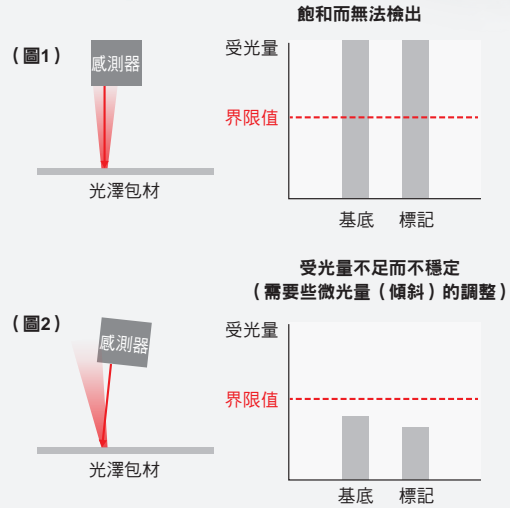 飽和而無法檢出
（圖1）
感測器
光澤包材
受光量
界限值
基底 標記
受光量不足而不穩定
（需要些微光量（傾斜）的調整）
（圖2）
感測器
光澤包材
受光量
界限值
基底 標記